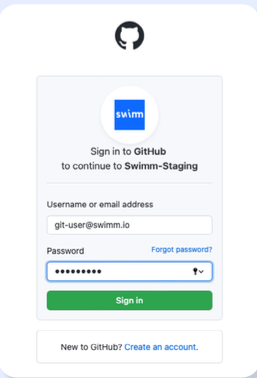 swimm
Sign in to GitHub
to continue to Swimm-Staging
Username or email address
git-user@swimm.io
Password Forgot password?
•••••••••
Sign in
New to GitHub? Create an account.